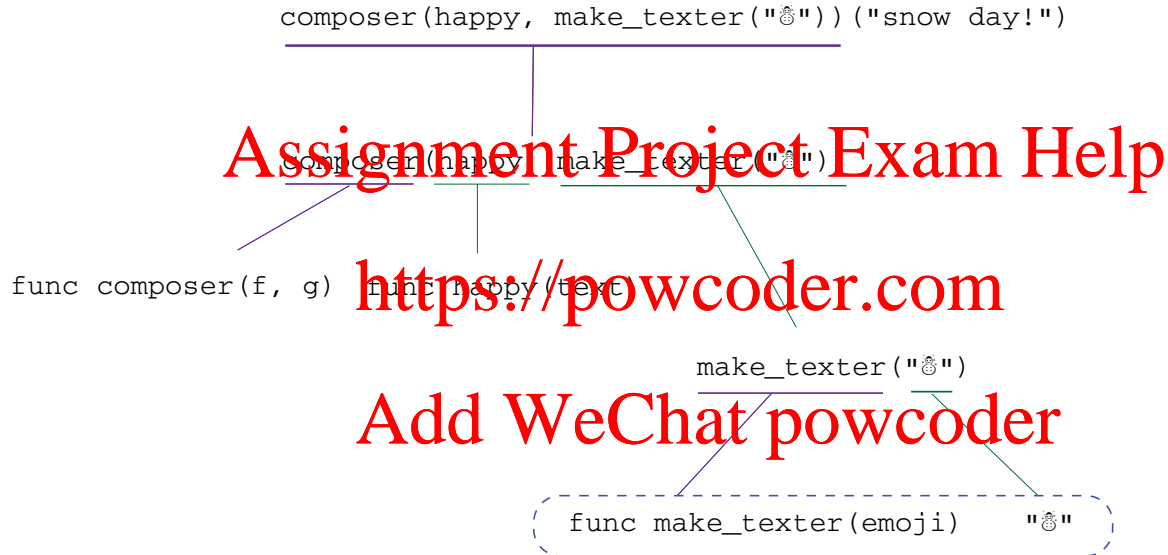 composer(happy, make_texter("☃"))("snow day!")
Assignment Project Exam Help
composer(happy, make_texter("☃")
func composer(f, g) func happy(text)
https://powcoder.com
make_texter("☃")
Add WeChat powcoder
func make_texter(emoji) "☃"